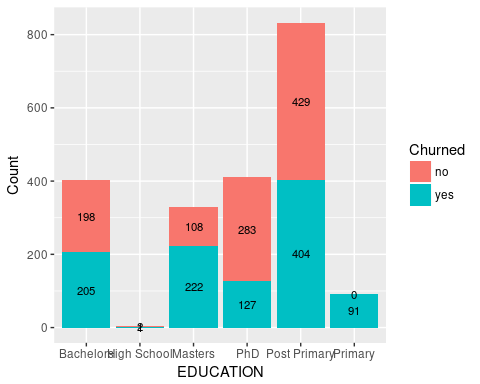 Count
800
600
400
200
0
198
205
108
222
283
127
429
404
0
91
Bachelors
High School
Masters
PhD
Post Primary
Primary
EDUCATION
Churned
no
yes